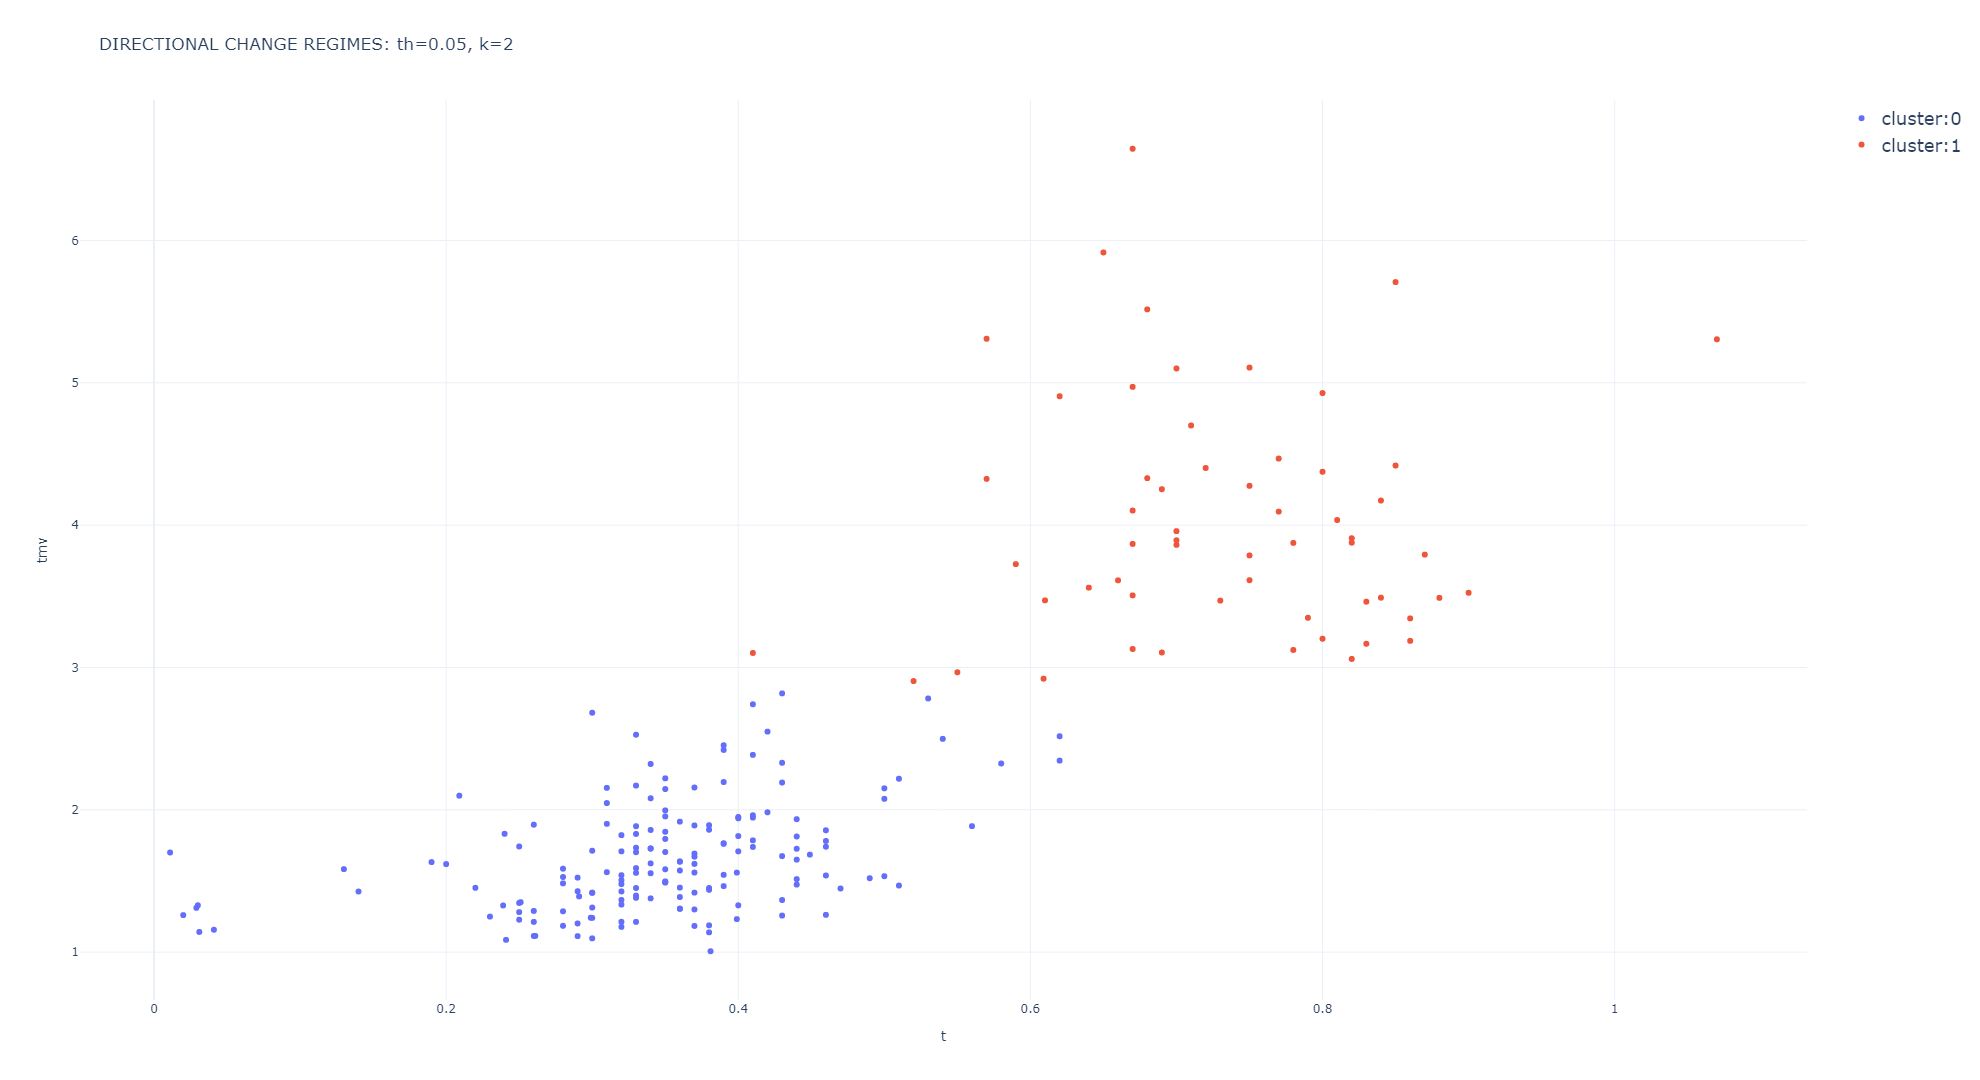 DIRECTIONAL CHANGE REGIMES: th=0.05, k=2
cluster:0
cluster:1
6
5
4
3
2
1
tmv
0
0.2
0.4
0.6
0.8
1
t